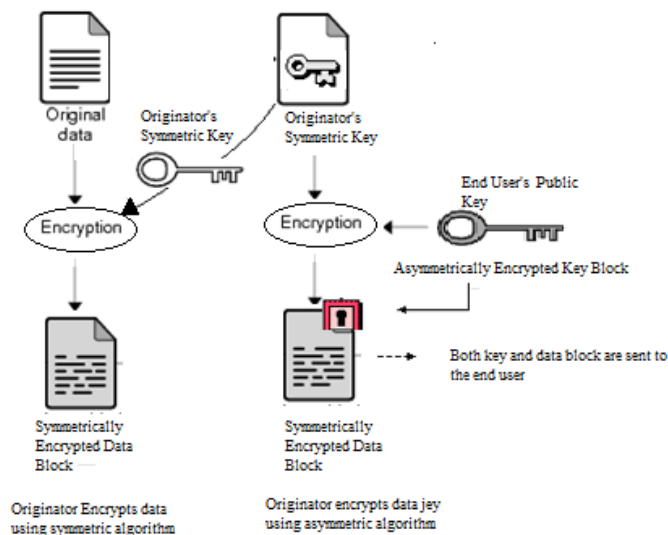 Original
data
Originator's
Symmetric Key
Originator's
Symmetric Key
End User's Public
Key
Encryption
Encryption
Asymmetrically Encrypted Key Block
Both key and data block are sent to
the end user
Symmetrically
Encrypted Data
Block
Symmetrically
Encrypted Data
Block
Originator Encrypts data
using symmetric algorithm
Originator encrypts data jey
using asymmetric algorithm